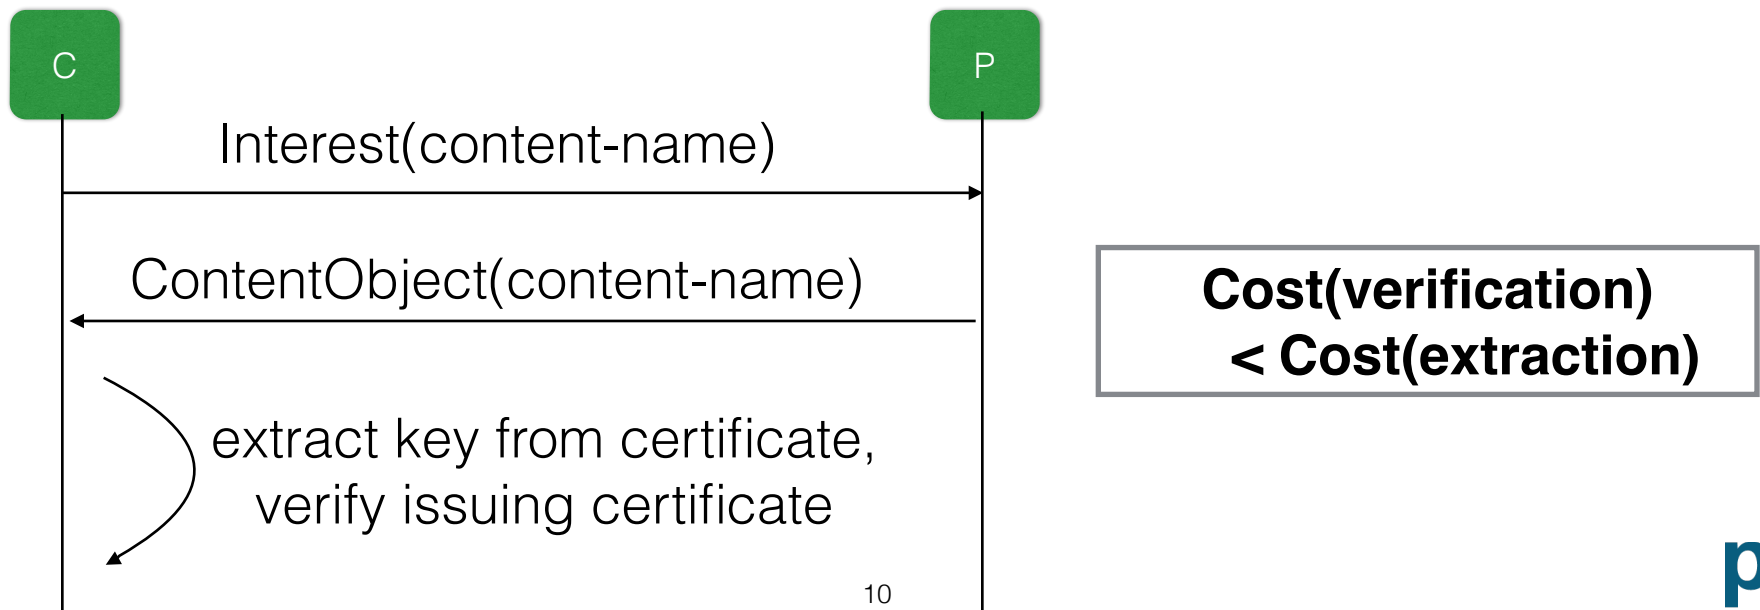 C
P
Interest(content-name)
ContentObject(content-name)
Cost(verification)
< Cost(extraction)
extract key from certificate,
verify issuing certificate
10
p